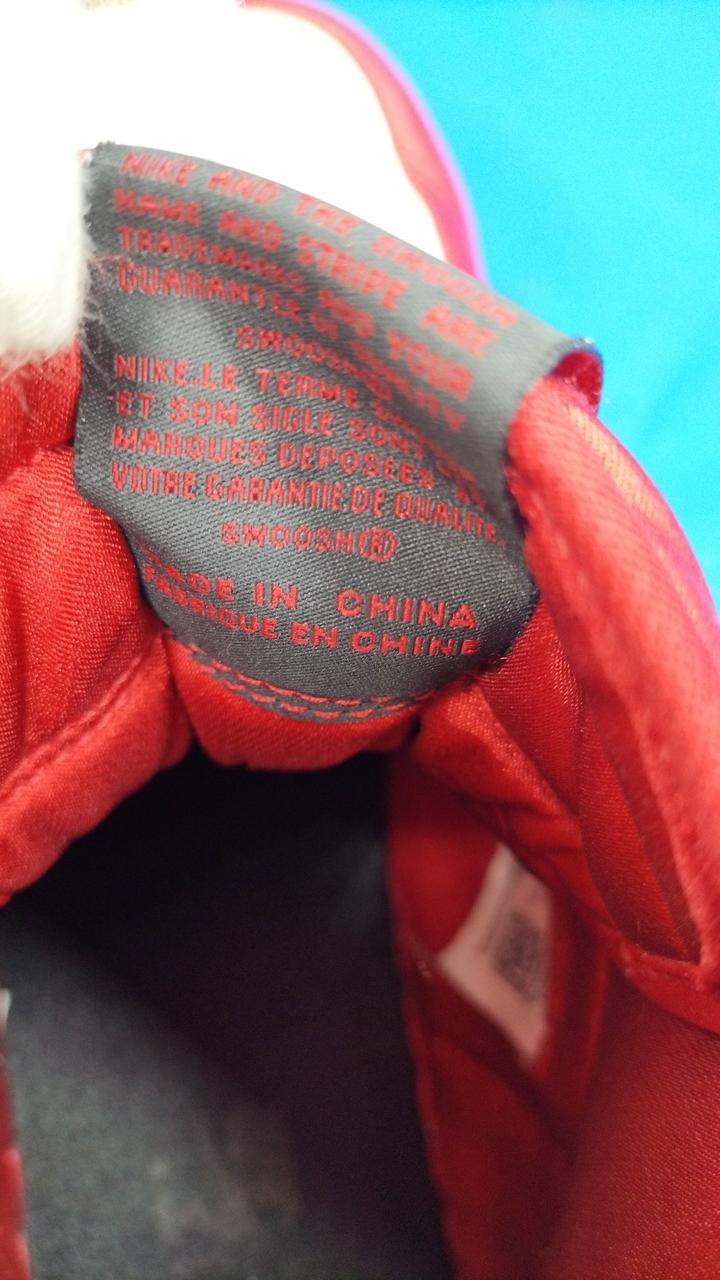 NIKE AND THE SWOOSH
NAME AND STRIPE ARE
TRADEMARKS AND YOUR
GUARANTEE OF QUALITY
SWOOSH®
NIKE.LE TERME
ET SON SIGLE SONT
MARQUES DEPOSEES ET
VOTRE GARANTIE DE QUALITE.
SWOOSH®
MADE IN CHINA
FABRIQUE EN CHINE